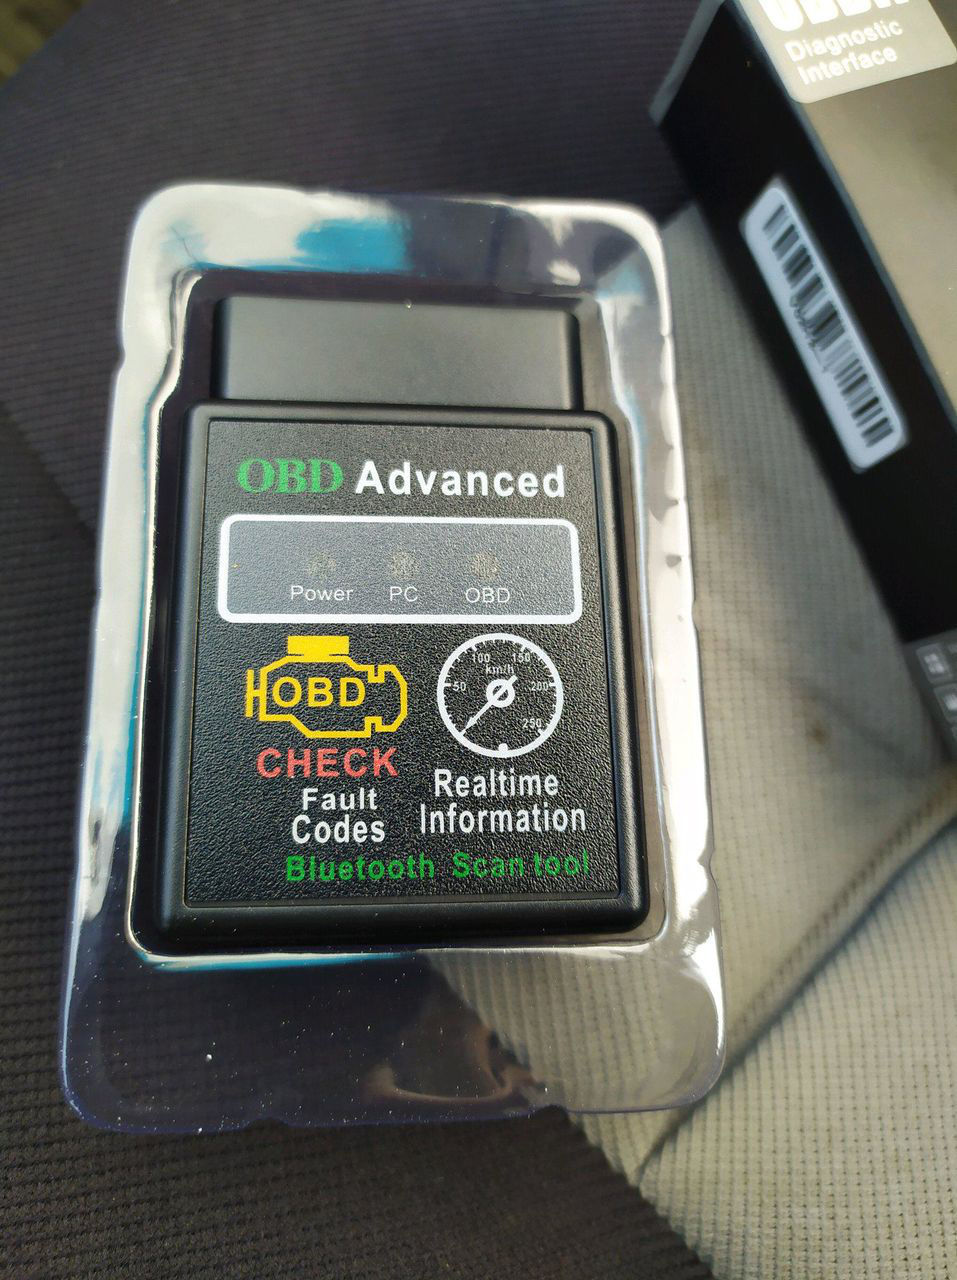 Diagnostic
Interface
OBD Advanced
Power PC OBD
OBD
50 100 150 200 250
km/h
CHECK
Fault
Codes
Realtime
Information
Bluetooth Scan tool